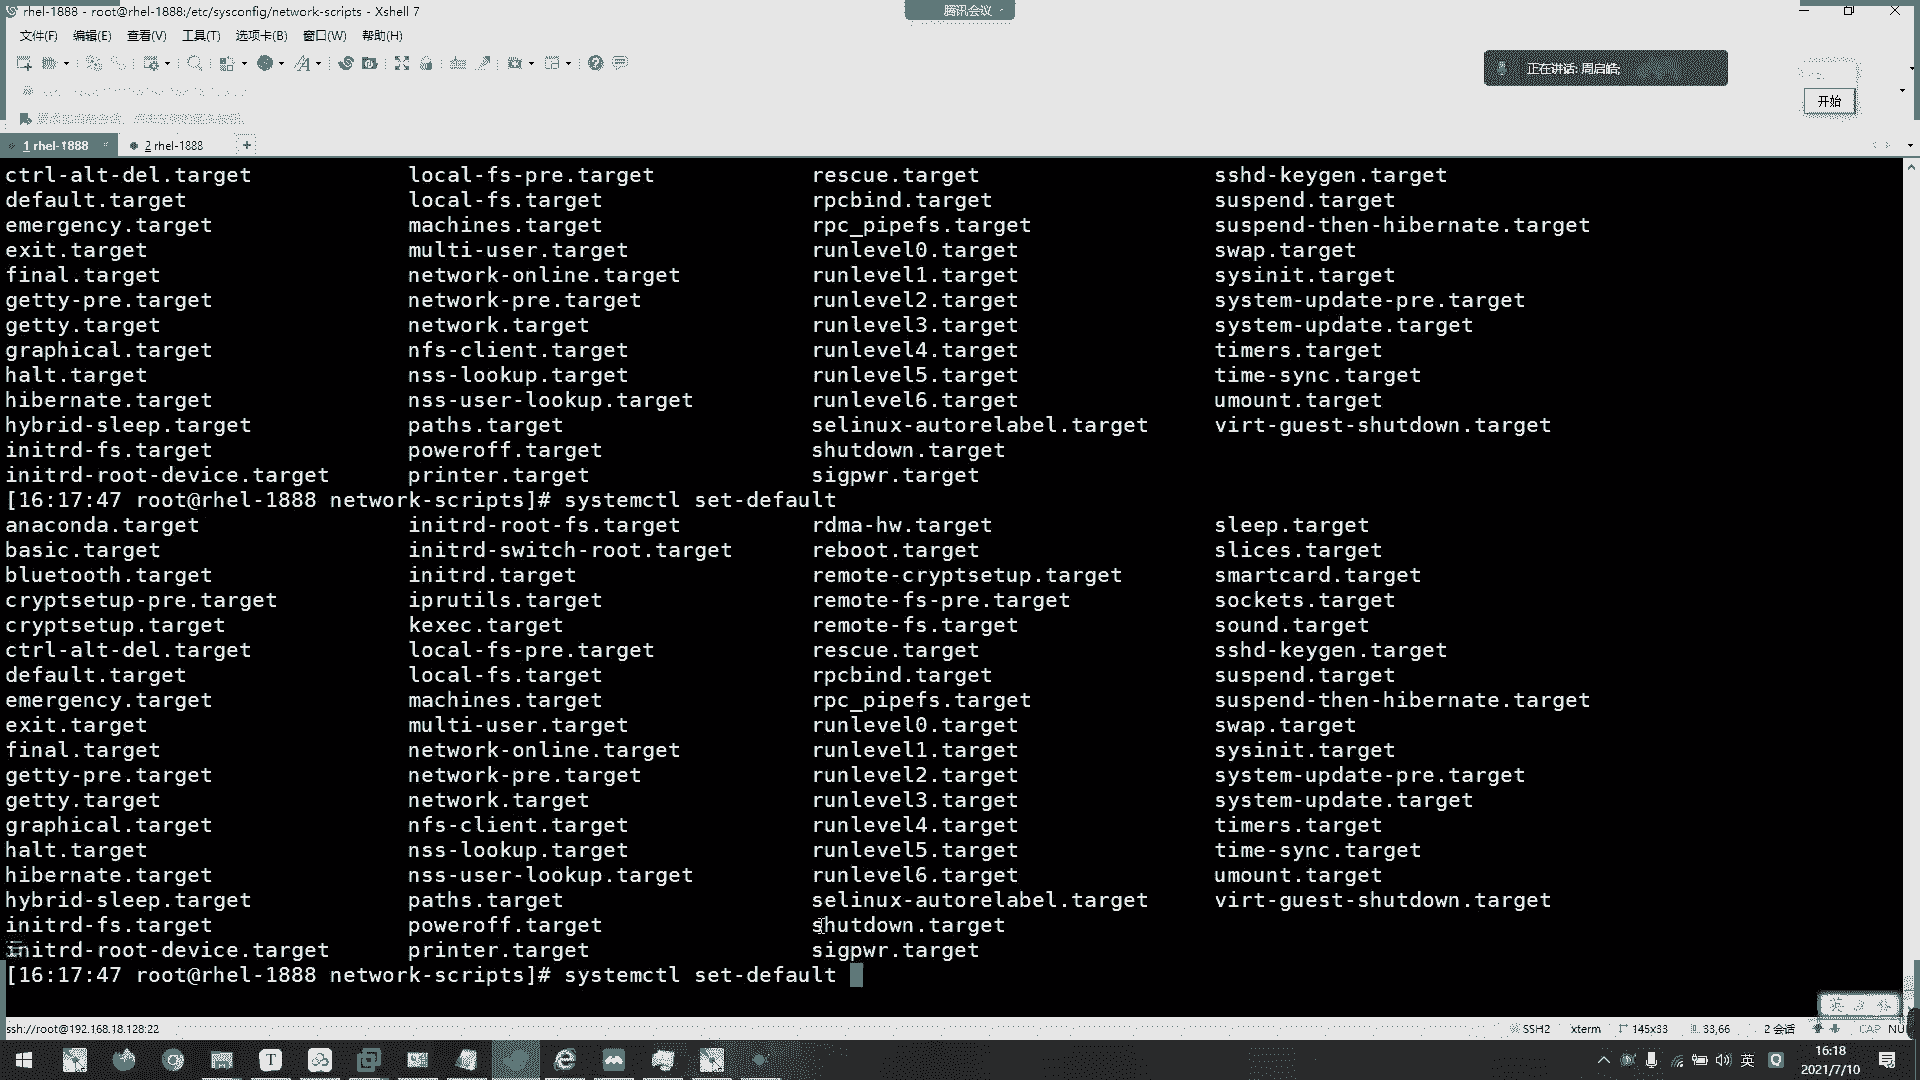 rhel-1888 - root@rhel-1888:/etc/sysconfig/network-scripts - Xshell 7
腾讯会议
文件(F) 编辑(E) 查看(V) 工具(T) 选项卡(B) 窗口(W) 帮助(H)
正在讲话: 周启皓;
开始
1 rhel-1888 2 rhel-1888 +
ctrl-alt-del.target local-fs-pre.target rescue.target sshd-keygen.target
default.target local-fs.target rpcbind.target suspend.target
emergency.target machines.target rpc_pipefs.target suspend-then-hibernate.target
exit.target multi-user.target runlevel0.target swap.target
final.target network-online.target runlevel1.target sysinit.target
getty-pre.target network-pre.target runlevel2.target system-update-pre.target
getty.target network.target runlevel3.target system-update.target
graphical.target nfs-client.target runlevel4.target timers.target
halt.target nss-lookup.target runlevel5.target time-sync.target
hibernate.target nss-user-lookup.target runlevel6.target umount.target
hybrid-sleep.target paths.target selinux-autorelabel.target virt-guest-shutdown.target
initrd-fs.target poweroff.target shutdown.target
initrd-root-device.target printer.target sigpwr.target
[16:17:47 root@rhel-1888 network-scripts]# systemctl set-default
anaconda.target initrd-root-fs.target rdma-hw.target sleep.target
basic.target initrd-switch-root.target reboot.target slices.target
bluetooth.target initrd.target remote-cryptsetup.target smartcard.target
cryptsetup-pre.target iprutils.target remote-fs-pre.target sockets.target
cryptsetup.target kexec.target remote-fs.target sound.target
ctrl-alt-del.target local-fs-pre.target rescue.target sshd-keygen.target
default.target local-fs.target rpcbind.target suspend.target
emergency.target machines.target rpc_pipefs.target suspend-then-hibernate.target
exit.target multi-user.target runlevel0.target swap.target
final.target network-online.target runlevel1.target sysinit.target
getty-pre.target network-pre.target runlevel2.target system-update-pre.target
getty.target network.target runlevel3.target system-update.target
graphical.target nfs-client.target runlevel4.target timers.target
halt.target nss-lookup.target runlevel5.target time-sync.target
hibernate.target nss-user-lookup.target runlevel6.target umount.target
hybrid-sleep.target paths.target selinux-autorelabel.target virt-guest-shutdown.target
initrd-fs.target poweroff.target shutdown.target
initrd-root-device.target printer.target sigpwr.target
[16:17:47 root@rhel-1888 network-scripts]# systemctl set-default
ssh://root@192.168.18.128:22 SSH2 xterm 145x33 33,66 2 会话 CAP NUM
英 16:18
2021/7/10